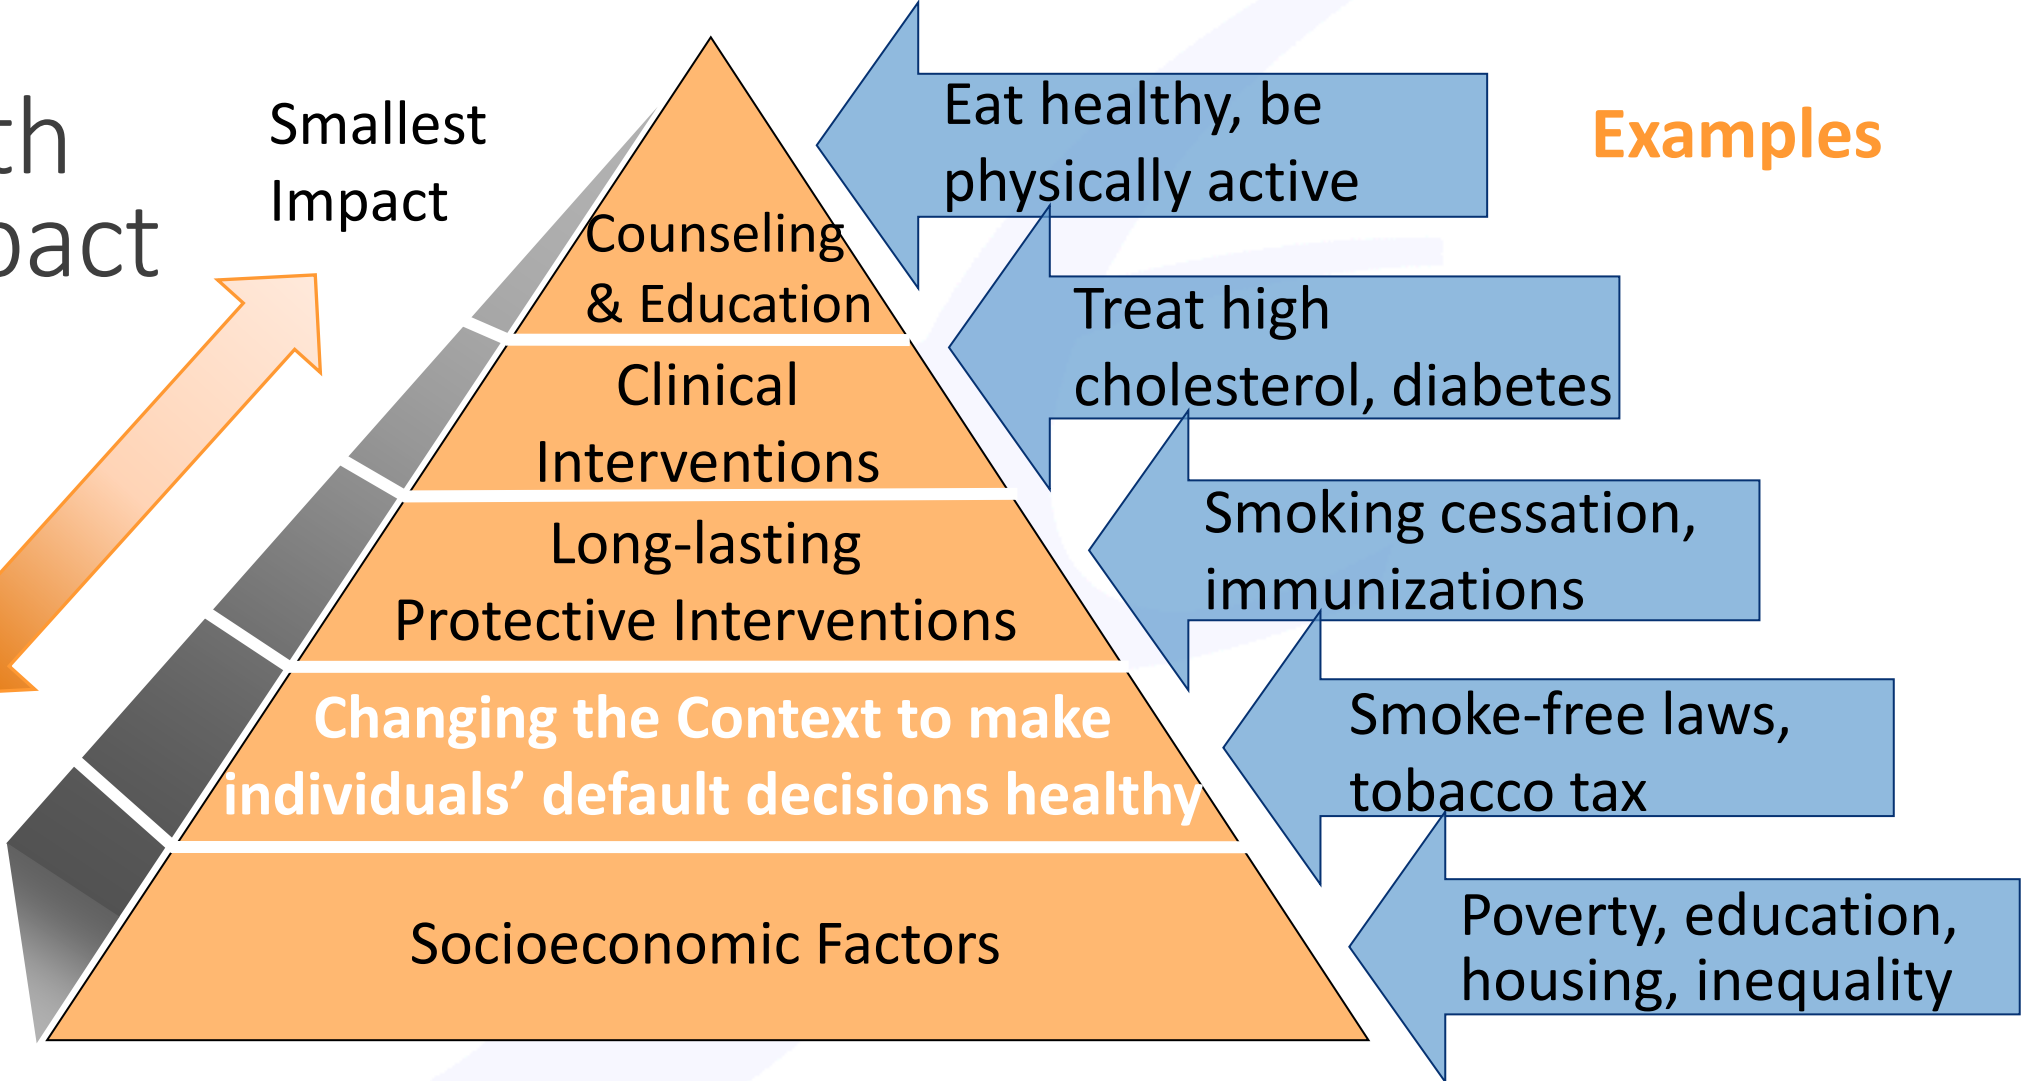 th
pact
Smallest
Impact
Examples
Eat healthy, be
physically active
Counseling
& Education
Treat high
cholesterol, diabetes
Clinical
Interventions
Smoking cessation,
immunizations
Long-lasting
Protective Interventions
Smoke-free laws,
tobacco tax
Changing the Context to make
individuals’ default decisions healthy
Poverty, education,
housing, inequality
Socioeconomic Factors